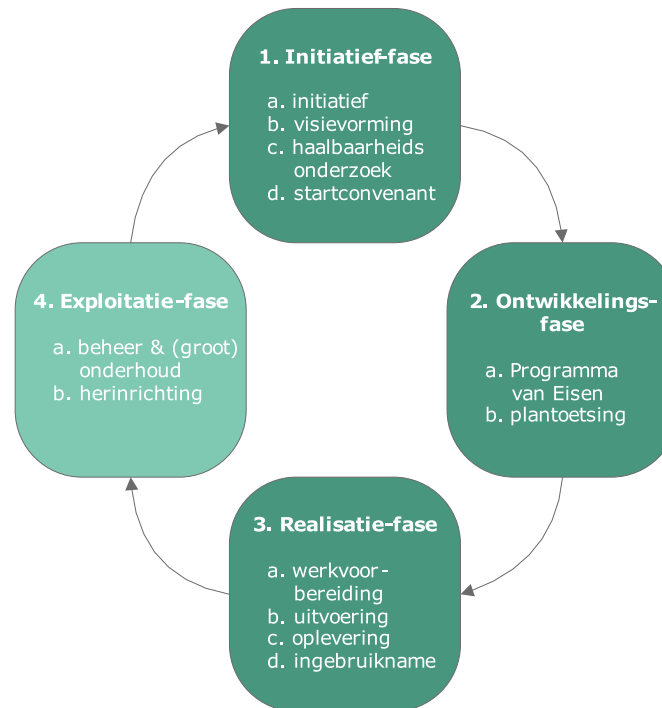 1. Initiatief-fase
a. initiatief
b. visievorming
c. haalbaarheids
onderzoek
d. startconvenant
2. Ontwikkelings-
fase
a. Programma
van Eisen
b. plantoetsing
3. Realisatie-fase
a. werkvoor-
bereiding
b. uitvoering
c. oplevering
d. ingebruikname
4. Exploitatie-fase
a. beheer & (groot)
onderhoud
b. herinrichting